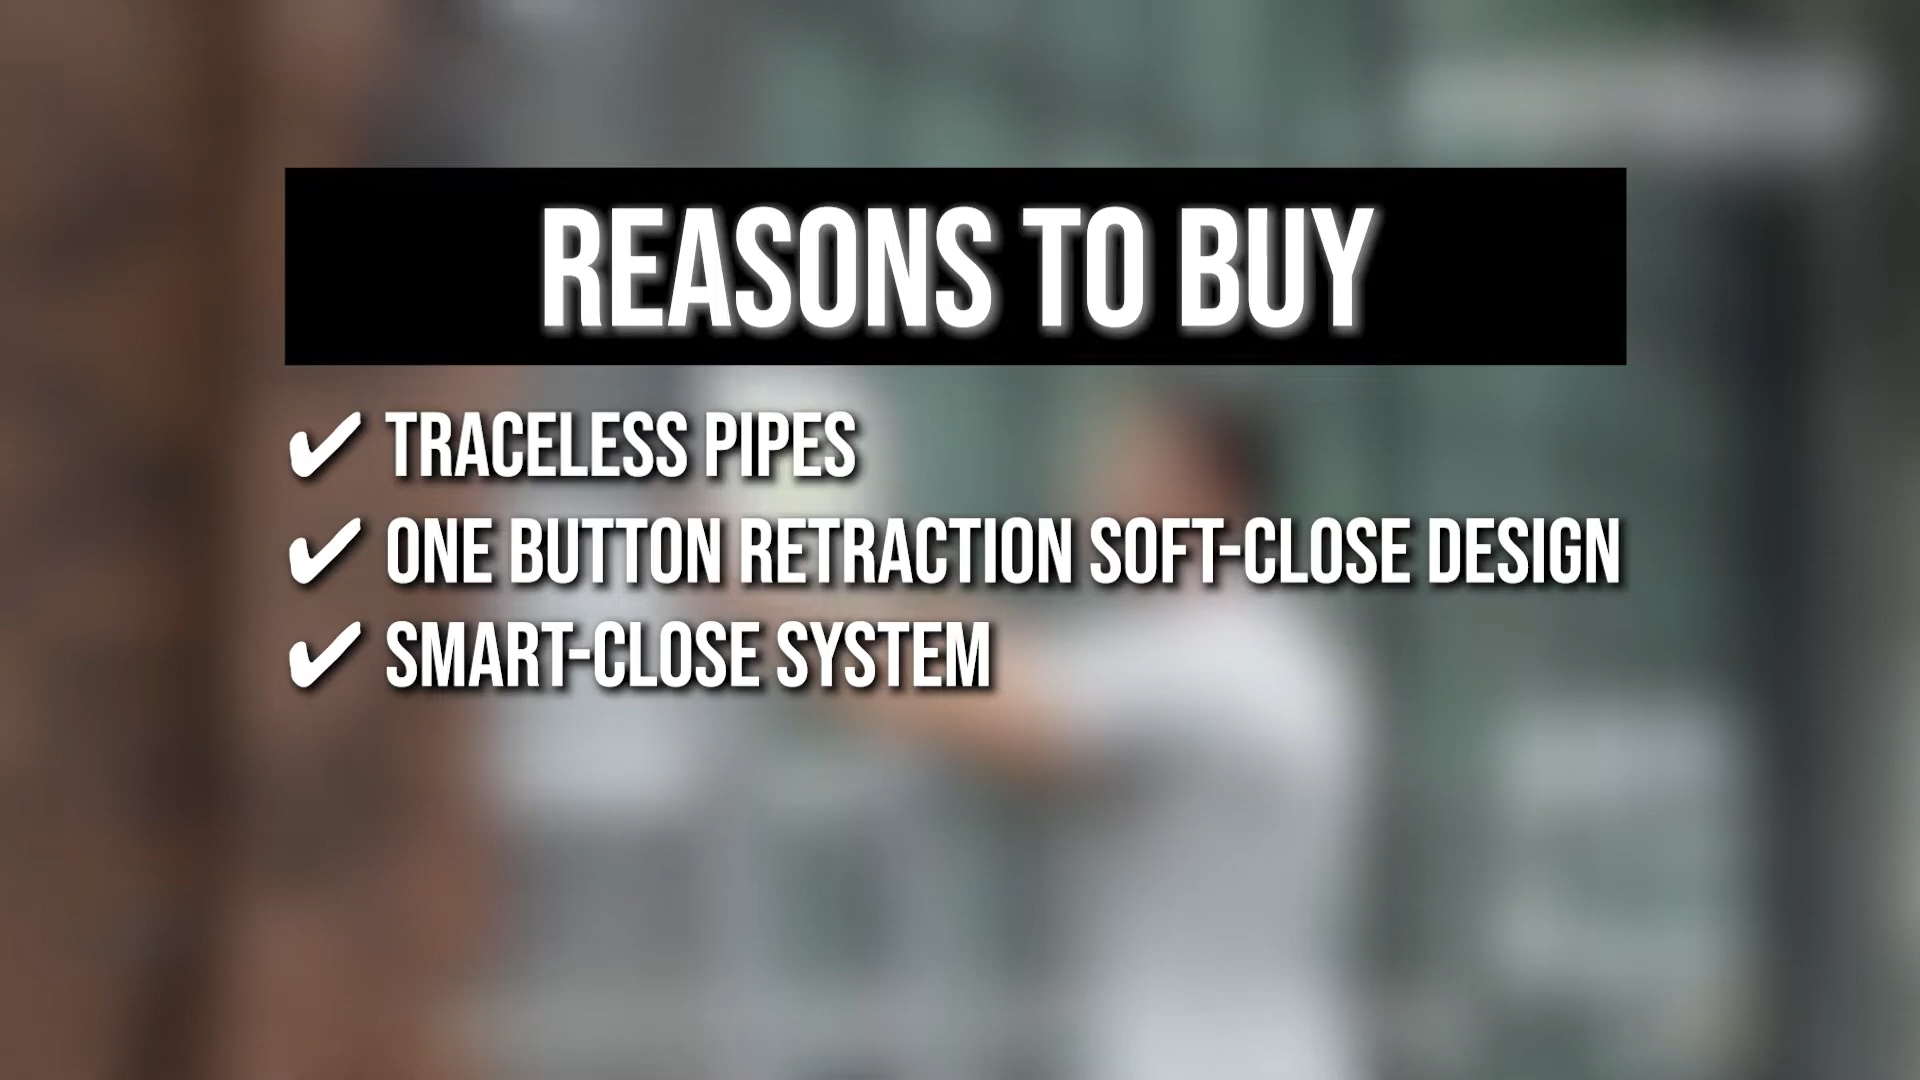 REASONS TO BUY
✔ TRACELESS PIPES
✔ ONE BUTTON RETRACTION SOFT-CLOSE DESIGN
✔ SMART-CLOSE SYSTEM